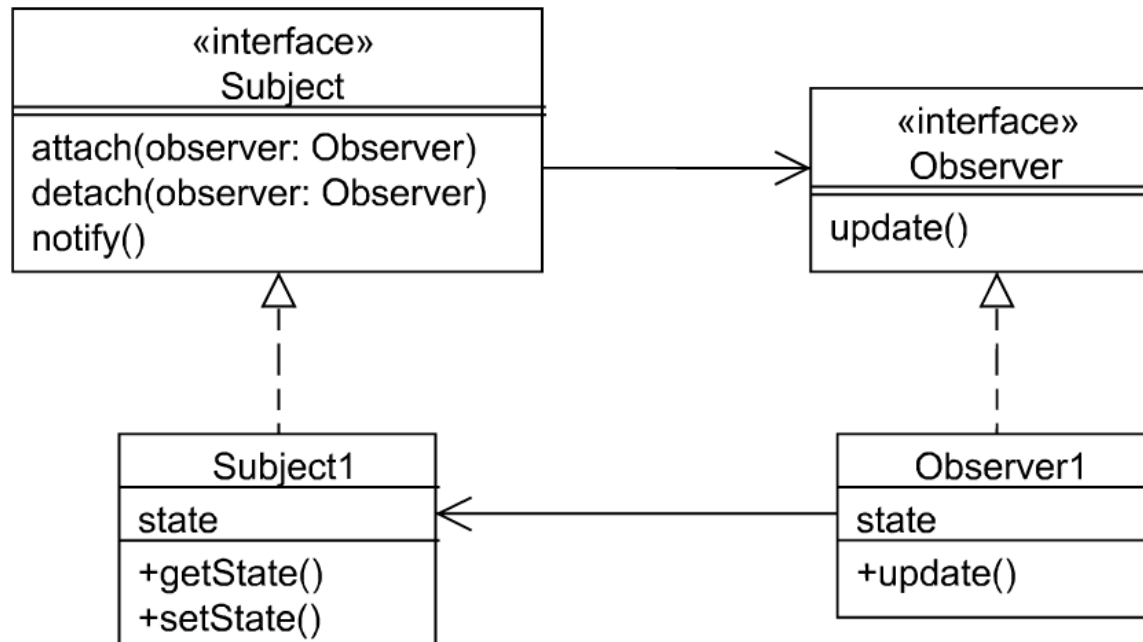 «interface»
Subject
attach(observer: Observer)
detach(observer: Observer)
notify()
«interface»
Observer
update()
Subject1
state
+getState()
+setState()
Observer1
state
+update()